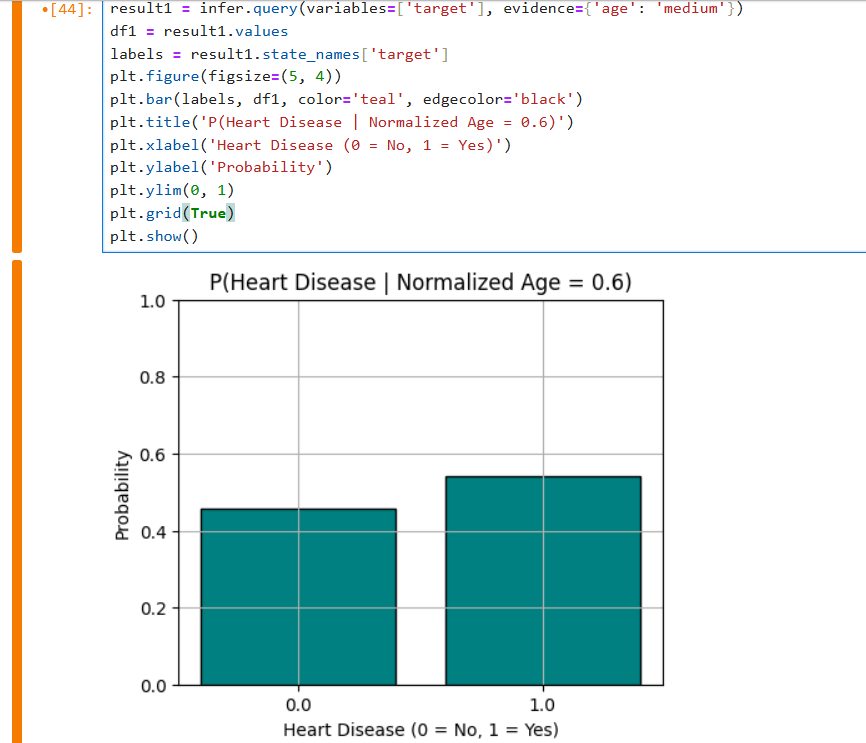 •[44]: result1 = infer.query(variables=['target'], evidence={'age': 'medium'})
df1 = result1.values
labels = result1.state_names['target']
plt.figure(figsize=(5, 4))
plt.bar(labels, df1, color='teal', edgecolor='black')
plt.title('P(Heart Disease | Normalized Age = 0.6)')
plt.xlabel('Heart Disease (0 = No, 1 = Yes)')
plt.ylabel('Probability')
plt.ylim(0, 1)
plt.grid(True)
plt.show()
P(Heart Disease | Normalized Age = 0.6)
1.0
0.8
0.6
0.4
0.2
0.0
Probability
0.0 1.0
Heart Disease (0 = No, 1 = Yes)